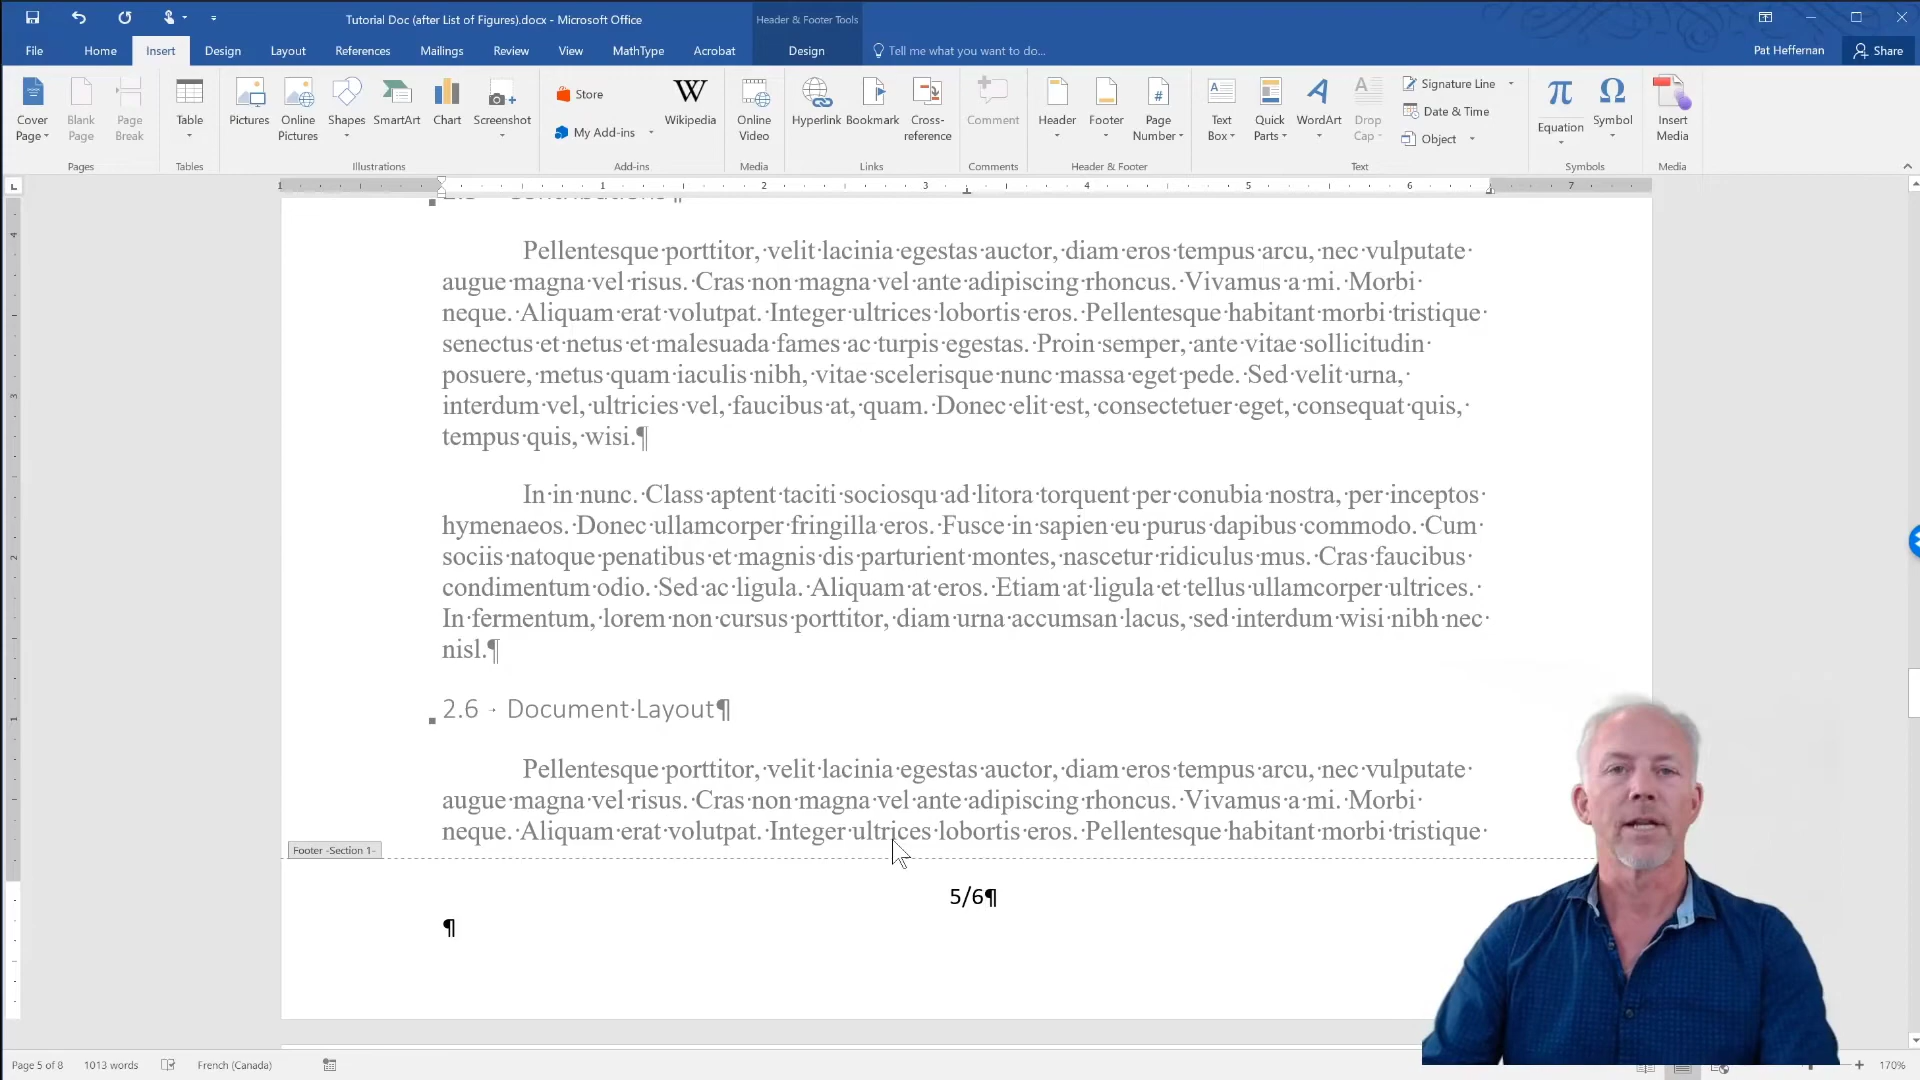 Tutorial Doc (after List of Figures).docx - Microsoft Office
Header & Footer Tools
File
Home
Insert
Design
Layout
References
Mailings
Review
View
MathType
Acrobat
Design
Tell me what you want to do...
Pat Heffernan
Share
Cover Page
Blank Page
Page Break
Table
Pictures
Online Pictures
Shapes
SmartArt
Chart
Screenshot
Store
My Add-ins
W
Wikipedia
Online Video
Hyperlink
Bookmark
Cross-reference
Comment
Header
Footer
# Page Number
Text Box
Quick Parts
WordArt
Drop Cap
Signature Line
Date & Time
Object
π Equation
Ω Symbol
Insert Media
Pages
Tables
Illustrations
Add-ins
Media
Links
Comments
Header & Footer
Text
Symbols
Media
1 1 2 3 4 5 6 7
Pellentesque·porttitor,·velit·lacinia·egestas·auctor,·diam·eros·tempus·arcu,·nec·vulputate·
augue·magna·vel·risus.·Cras·non·magna·vel·ante·adipiscing·rhoncus.·Vivamus·a·mi.·Morbi·
neque.·Aliquam·erat·volutpat.·Integer·ultrices·lobortis·eros.·Pellentesque·habitant·morbi·tristique·
senectus·et·netus·et·malesuada·fames·ac·turpis·egestas.·Proin·semper,·ante·vitae·sollicitudin·
posuere,·metus·quam·iaculis·nibh,·vitae·scelerisque·nunc·massa·eget·pede.·Sed·velit·urna,·
interdum·vel,·ultricies·vel,·faucibus·at,·quam.·Donec·elit·est,·consectetuer·eget,·consequat·quis,·
tempus·quis,·wisi.¶
In·in·nunc.·Class·aptent·taciti·sociosqu·ad·litora·torquent·per·conubia·nostra,·per·inceptos·
hymenaeos.·Donec·ullamcorper·fringilla·eros.·Fusce·in·sapien·eu·purus·dapibus·commodo.·Cum·
sociis·natoque·penatibus·et·magnis·dis·parturient·montes,·nascetur·ridiculus·mus.·Cras·faucibus·
condimentum·odio.·Sed·ac·ligula.·Aliquam·at·eros.·Etiam·at·ligula·et·tellus·ullamcorper·ultrices.·
In·fermentum,·lorem·non·cursus·porttitor,·diam·urna·accumsan·lacus,·sed·interdum·wisi·nibh·nec·
nisl.¶
2.6 Document·Layout¶
Pellentesque·porttitor,·velit·lacinia·egestas·auctor,·diam·eros·tempus·arcu,·nec·vulputate·
augue·magna·vel·risus.·Cras·non·magna·vel·ante·adipiscing·rhoncus.·Vivamus·a·mi.·Morbi·
neque.·Aliquam·erat·volutpat.·Integer·ultrices·lobortis·eros.·Pellentesque·habitant·morbi·tristique·
Footer -Section 1-
5/6¶
¶
Page 5 of 8
1013 words
French (Canada)
170%